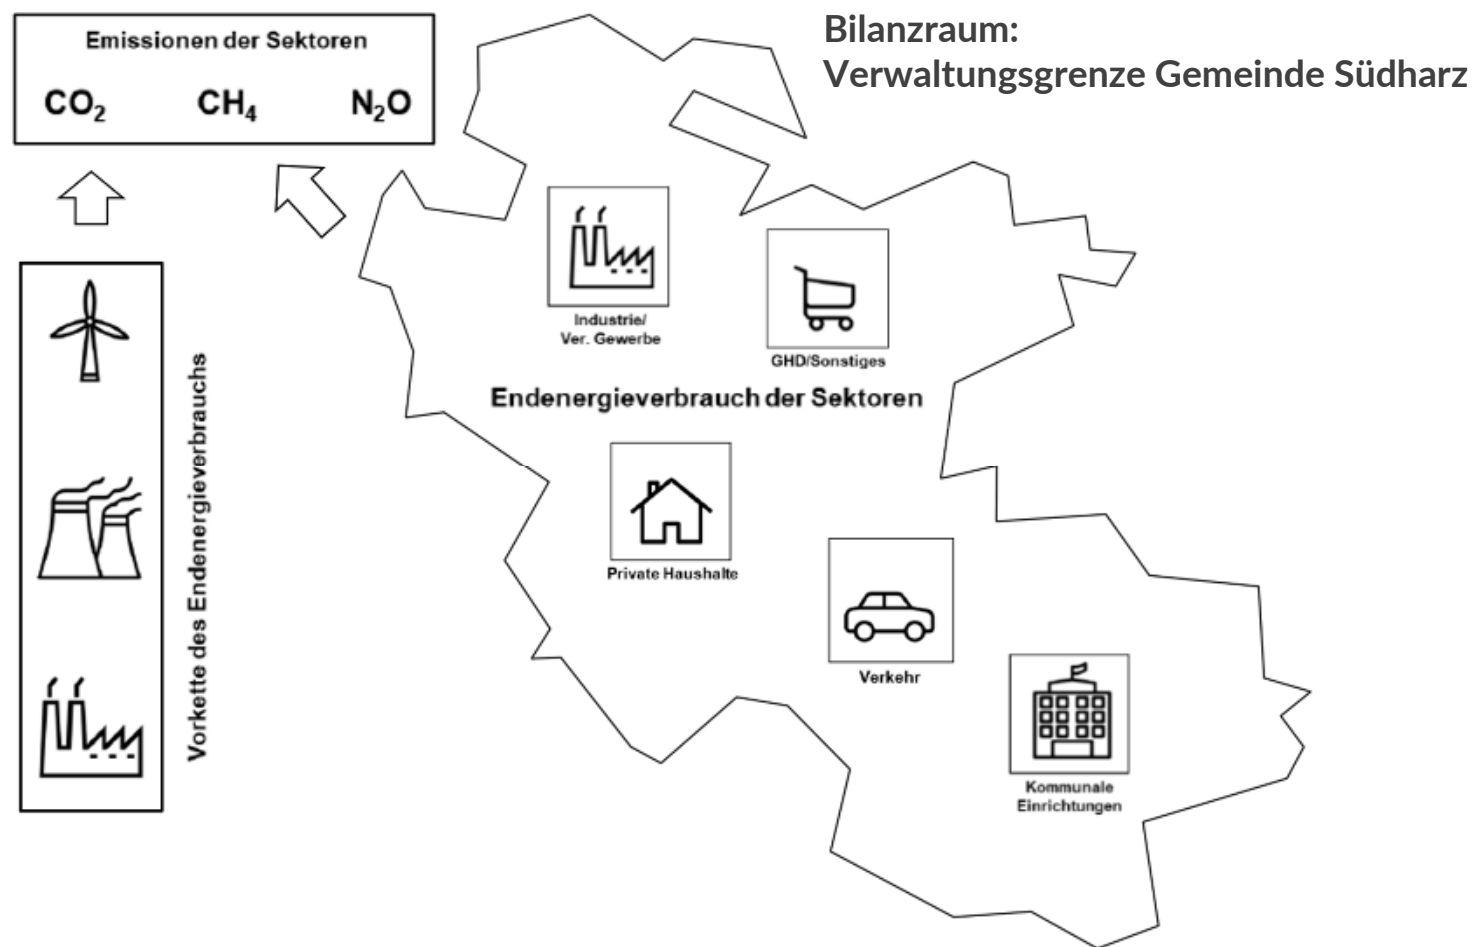 Bilanzraum:
Verwaltungsgrenze Gemeinde Südharz
Emissionen der Sektoren
CO₂ CH₄ N₂O
Vorkette des Endenergieverbrauchs
Industrie/
Ver. Gewerbe
GHD/Sonstiges
Endenergieverbrauch der Sektoren
Private Haushalte
Verkehr
Kommunale
Einrichtungen